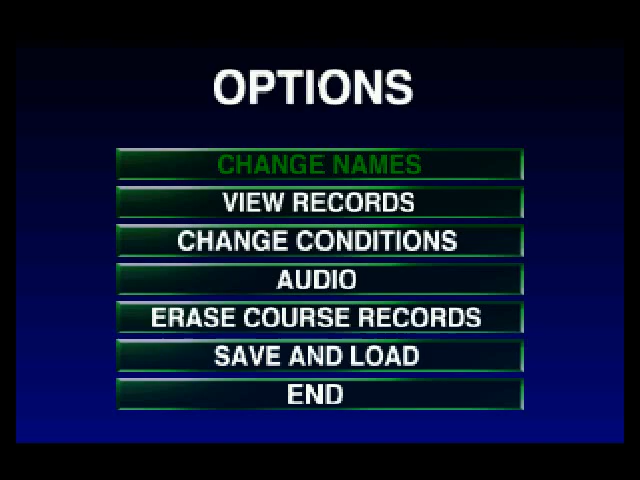 OPTIONS
CHANGE NAMES
VIEW RECORDS
CHANGE CONDITIONS
AUDIO
ERASE COURSE RECORDS
SAVE AND LOAD
END